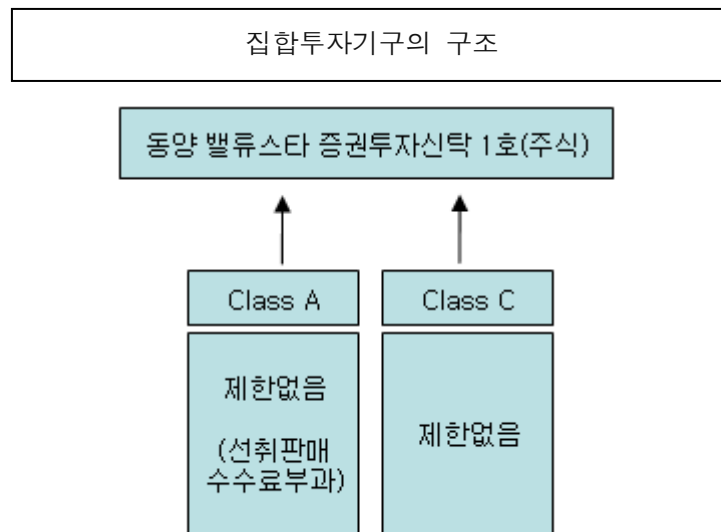 집합투자기구의 구조
동양 밸류스타 증권투자신탁 1호(주식)
Class A
Class C
제한없음
(선취판매
수수료부과)
제한없음